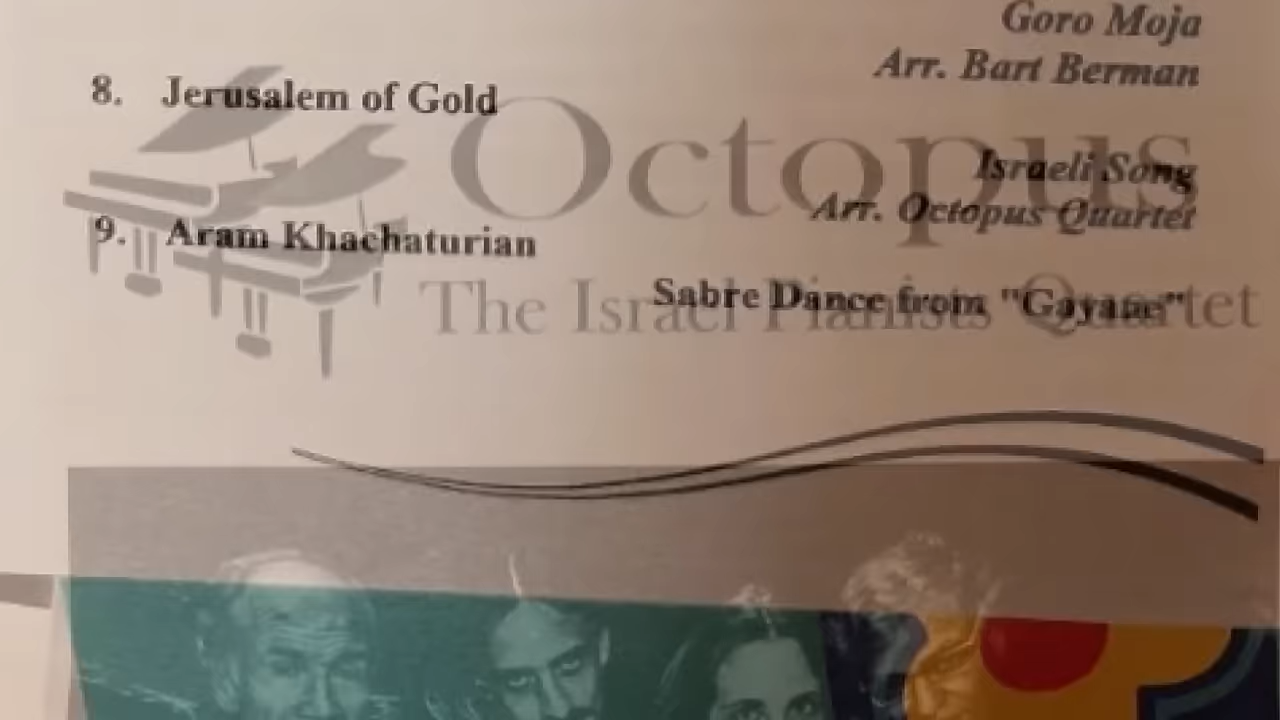 Goro Moja
Arr. Bart Berman
8. Jerusalem of Gold
Octopus
Israeli Song
Arr. Octopus Quartet
9. Aram Khachaturian
The Israel Pianists Quartet
Sabre Dance from "Gayane"